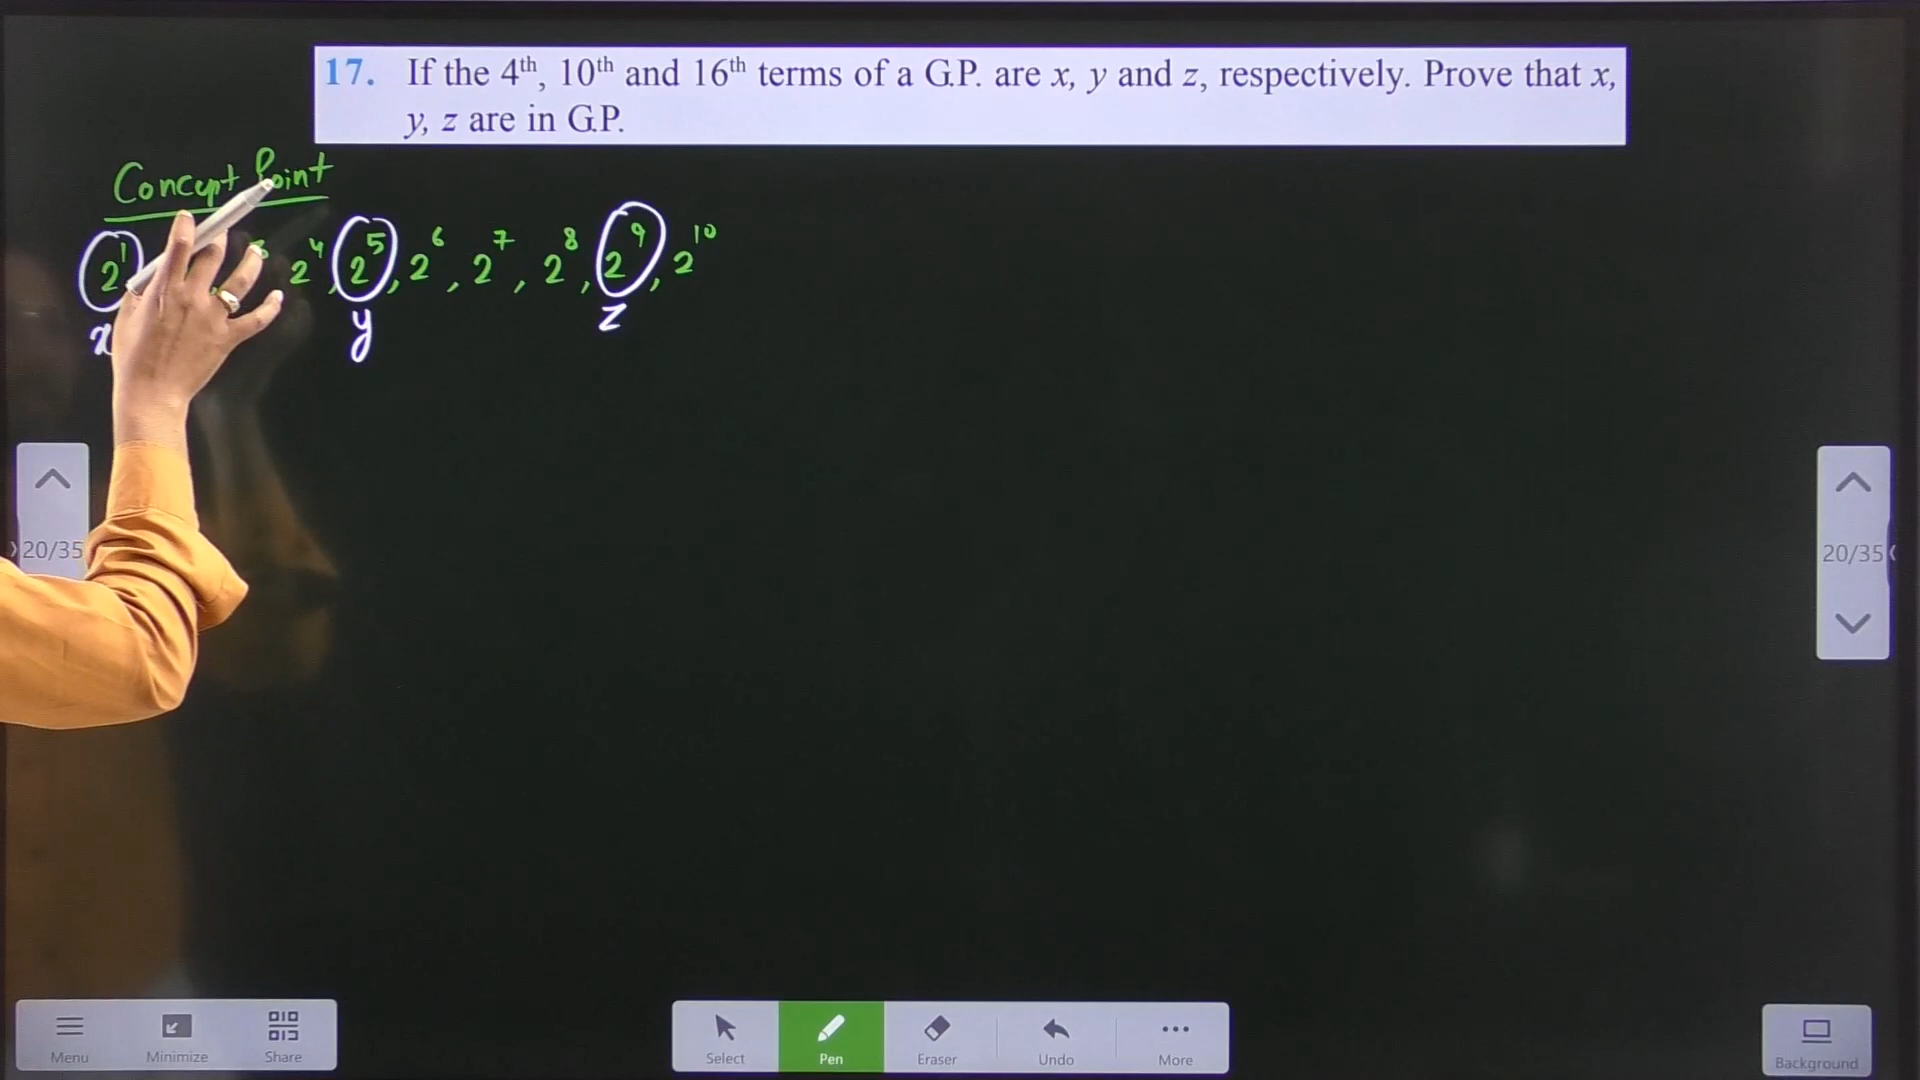 17. If the 4th, 10th and 16th terms of a G.P. are x, y and z, respectively. Prove that x,
y, z are in G.P.
Concept Point
2^1 2^4, 2^5, 2^6, 2^7, 2^8, 2^9, 2^10
x y z
20/35
20/35
Menu Minimize Share Select Pen Eraser Undo More Background